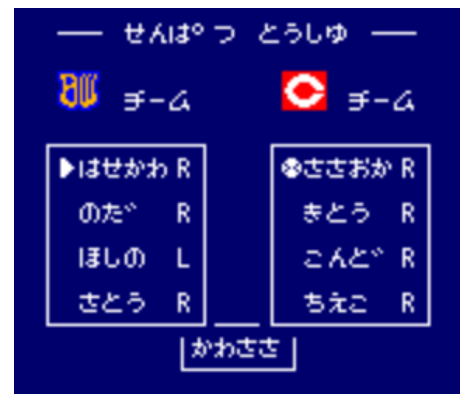 — せんぱつ とうしゆ —
BW チーム C チーム
▶はせかわ R ささおか R
のだ R きとう R
ほしの L こんど R
さとう R ちえこ R
かわささ